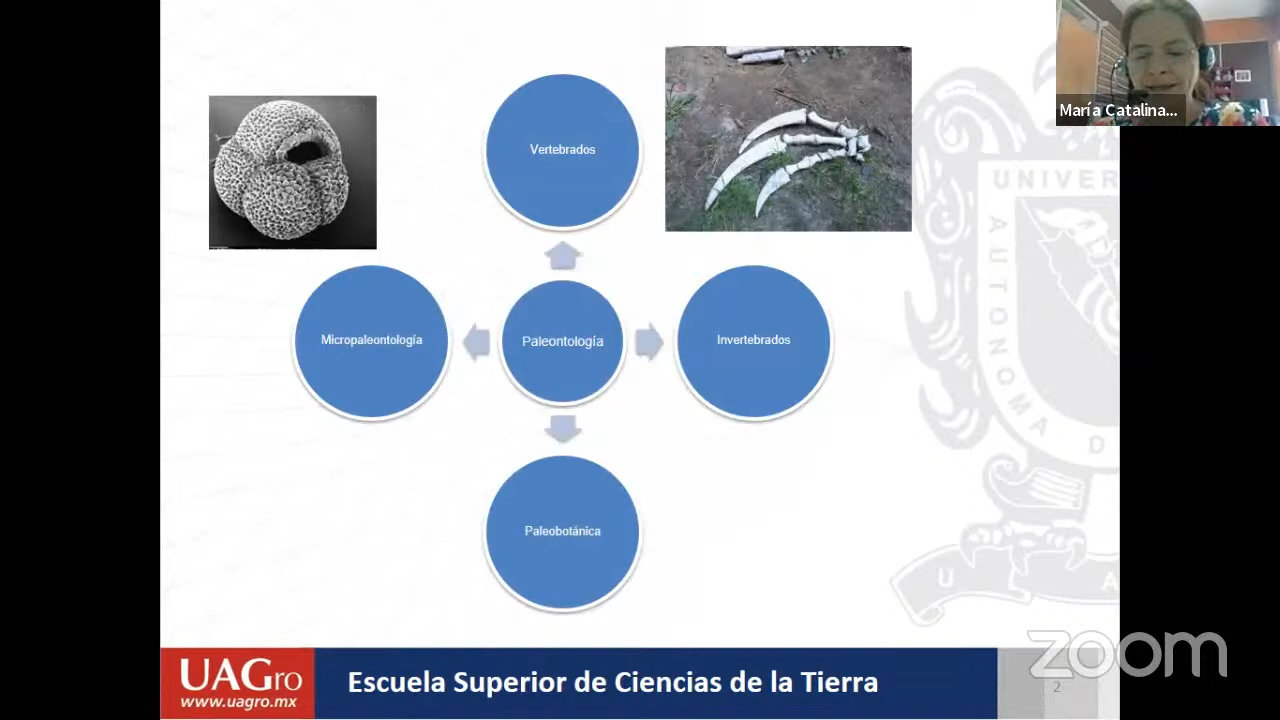 María Catalina...
Vertebrados
Micropaleontología
Paleontología
Invertebrados
Paleobotánica
UNIVER
AUTONOMA D
U
A
UAGro
www.uagro.mx
Escuela Superior de Ciencias de la Tierra
zoom
2